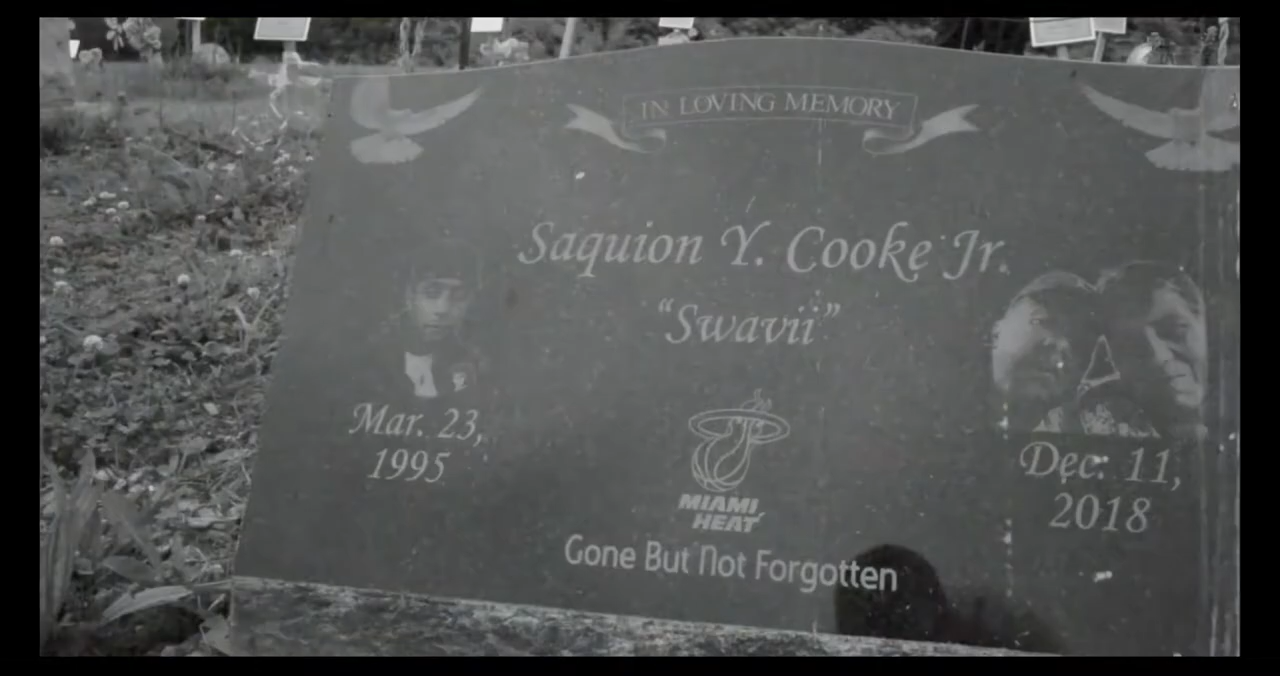 IN LOVING MEMORY
Saquion Y. Cooke Jr.
“Swavii”
Mar. 23,
1995
Dec. 11,
2018
MIAMI
HEAT
Gone But Not Forgotten